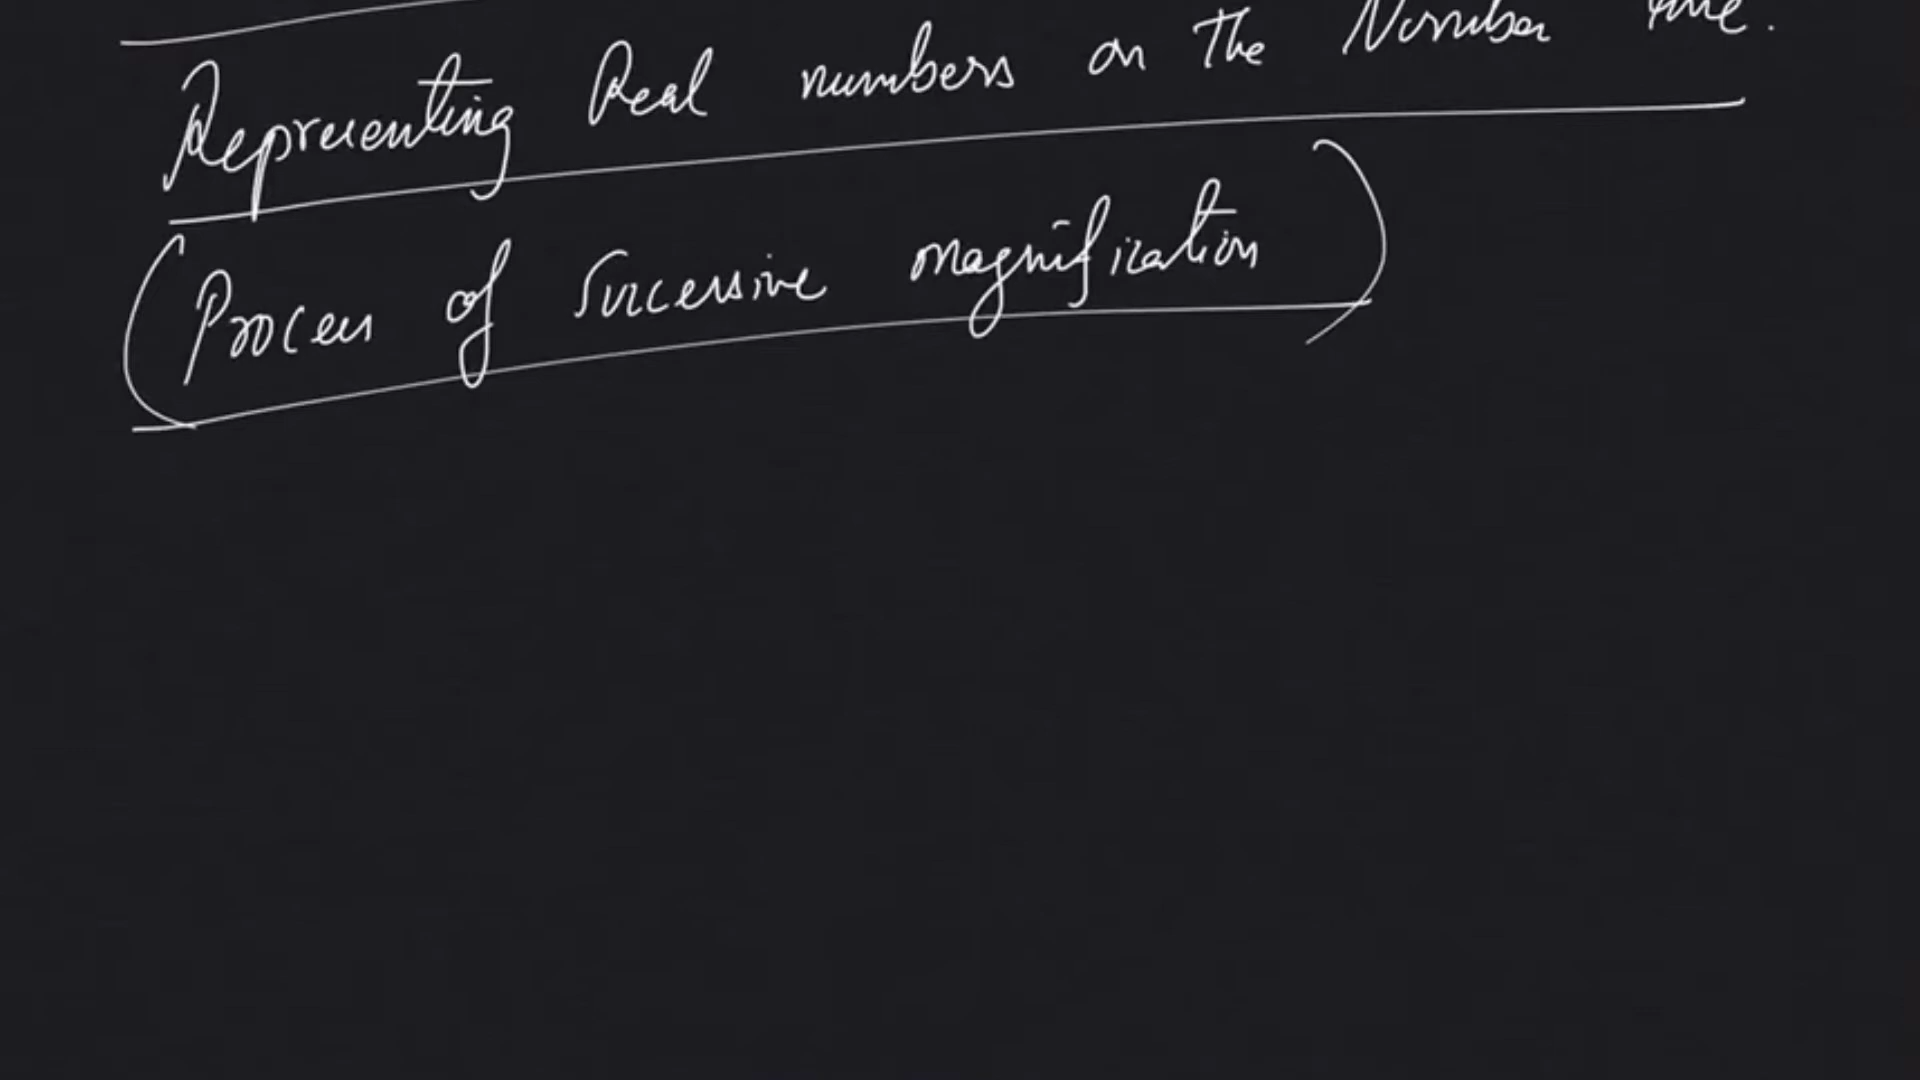 Representing Real numbers on The Number line.
(Process of Successive magnification)